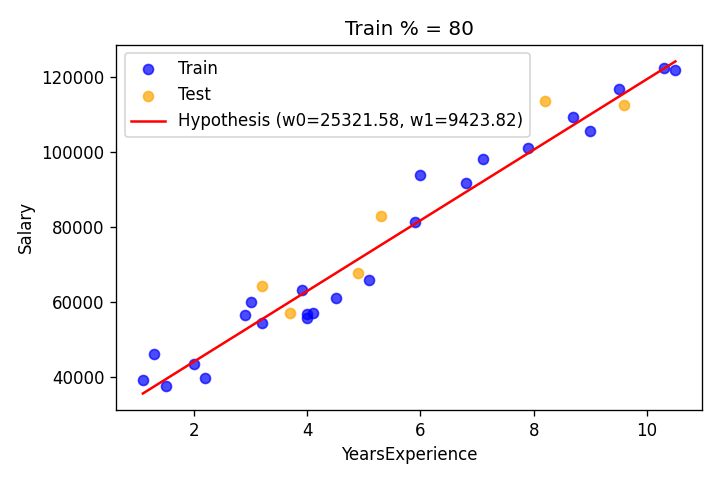 Train % = 80
Train
Test
Hypothesis (w0=25321.58, w1=9423.82)
120000
100000
80000
60000
40000
Salary
2 4 6 8 10
YearsExperience